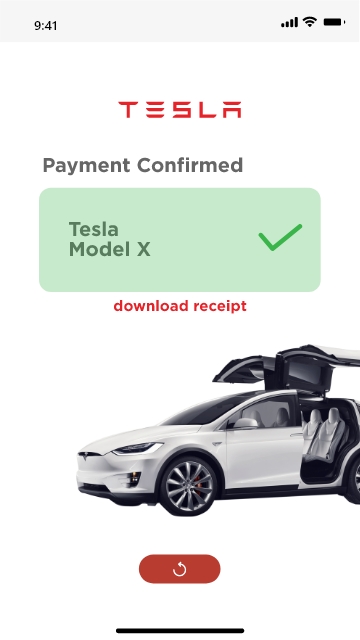 9:41
TESLA
Payment Confirmed
Tesla
Model X
download receipt